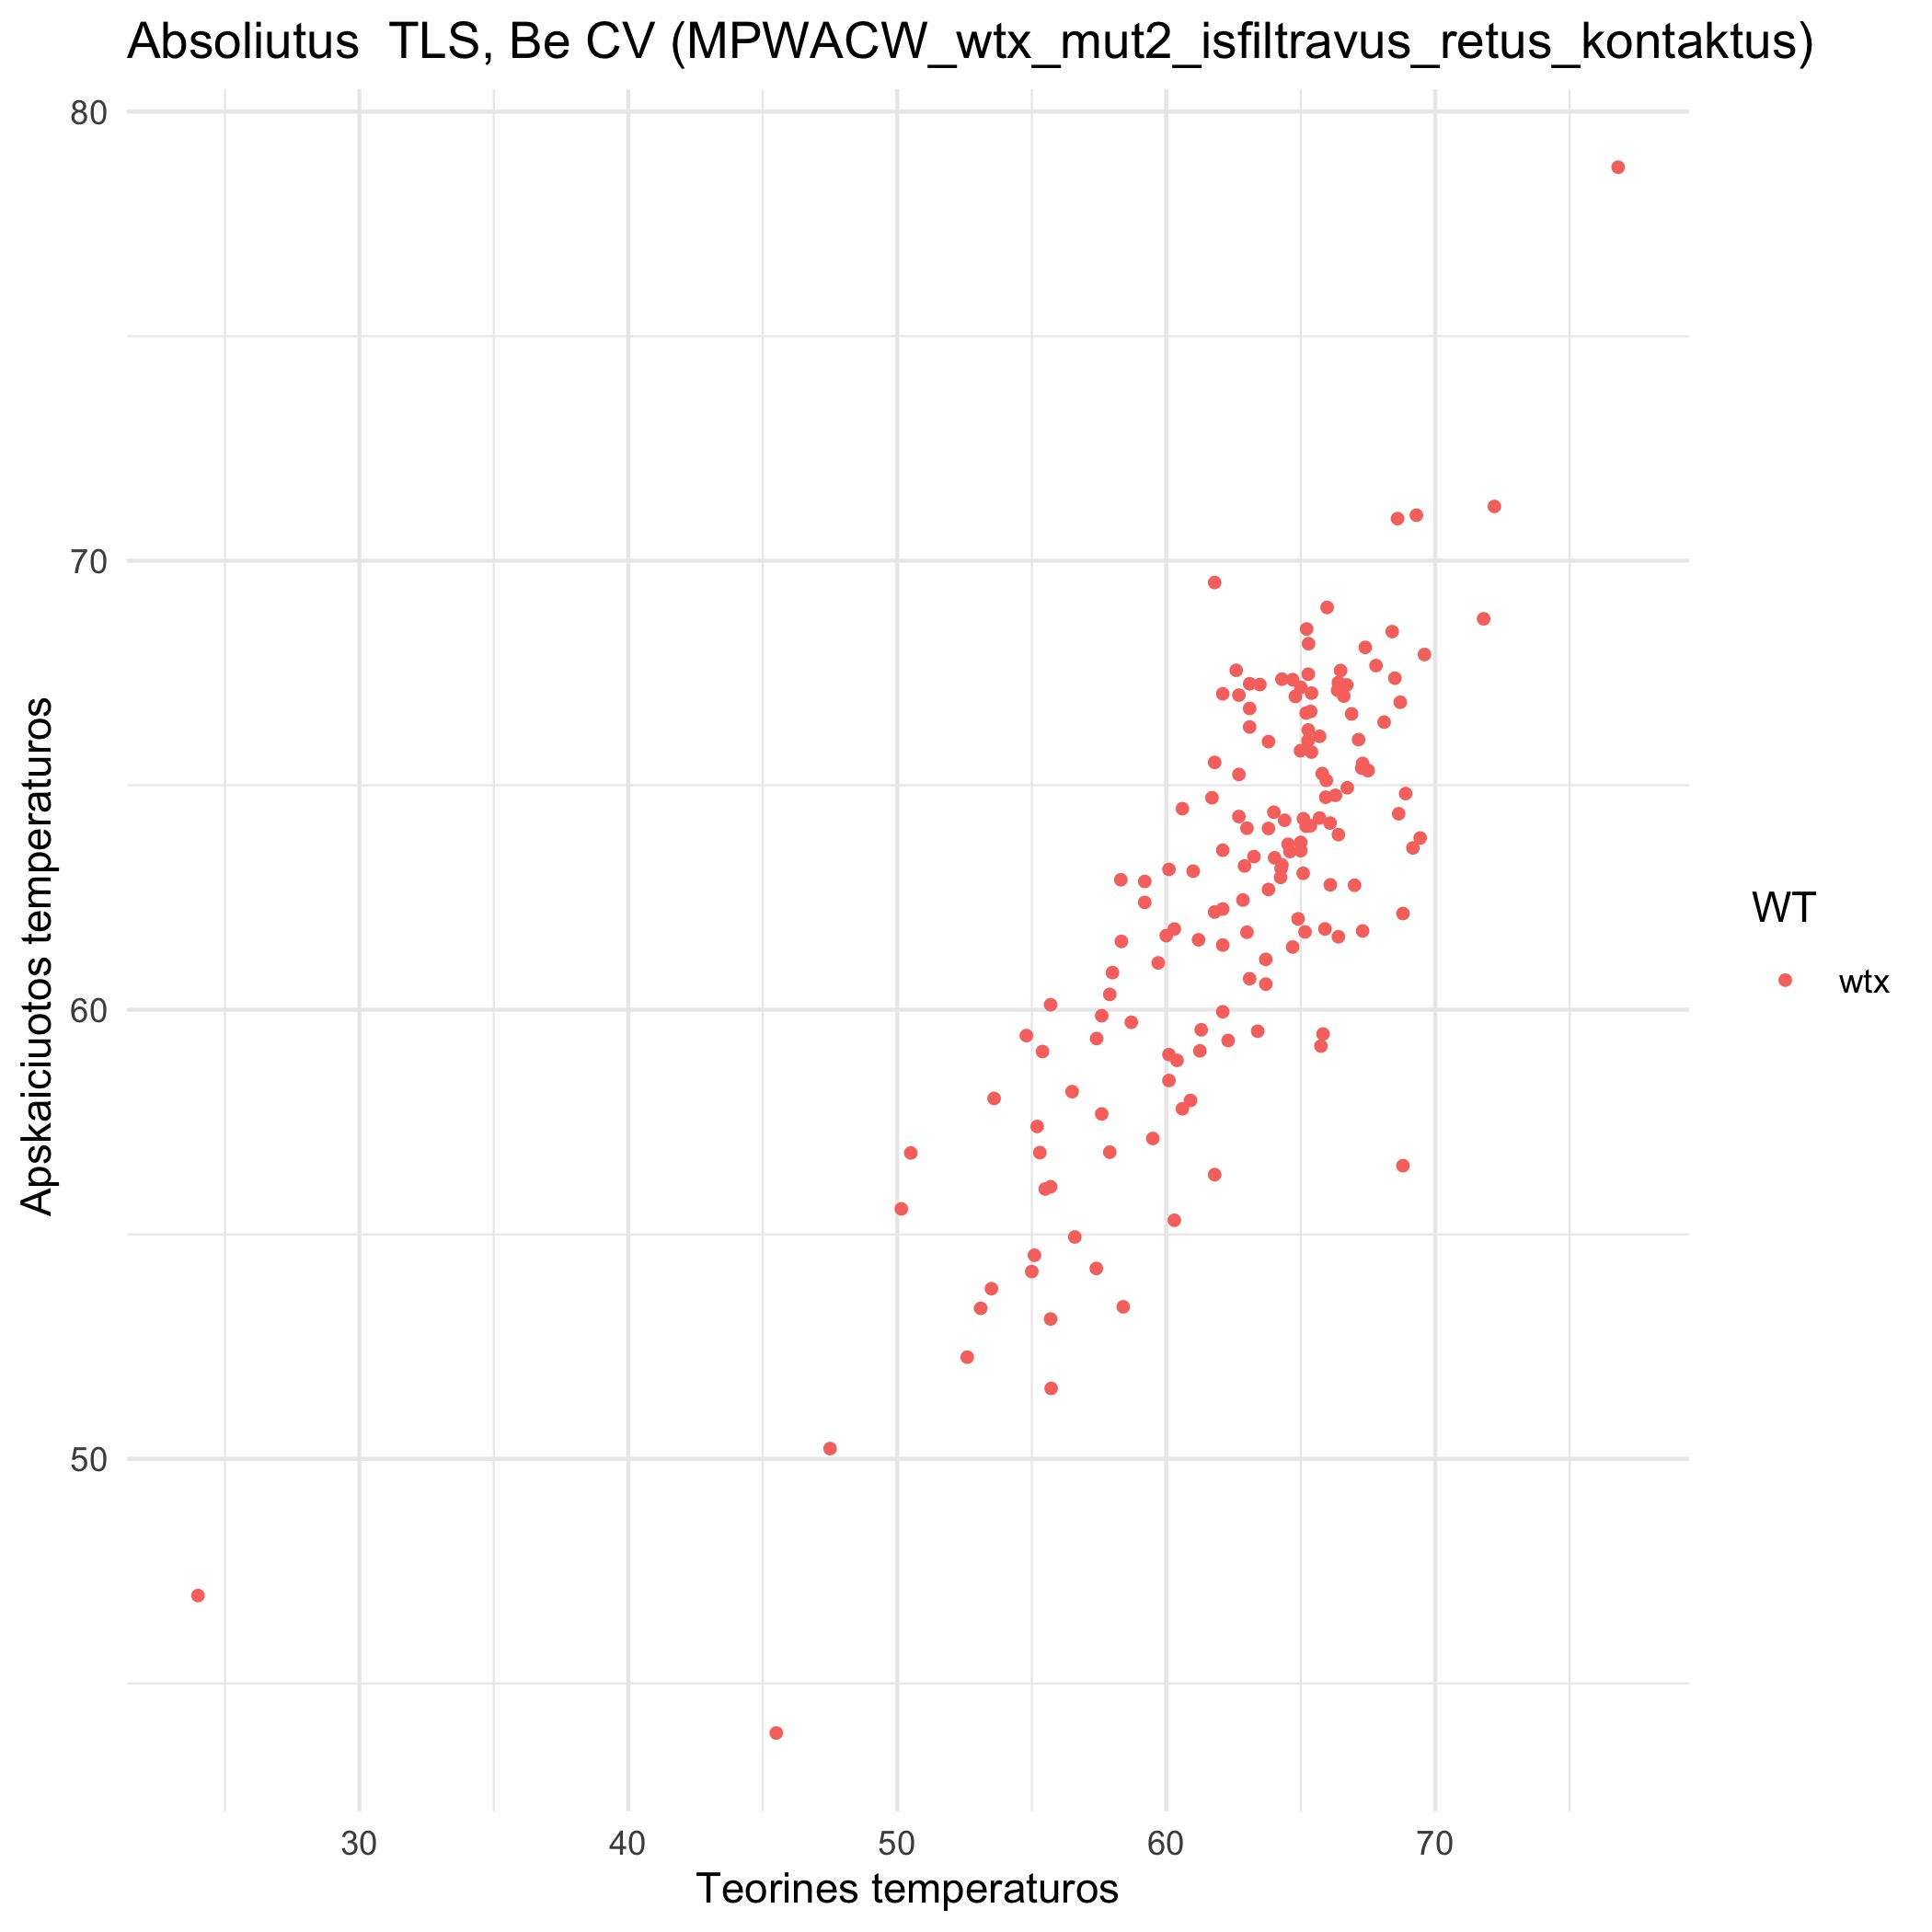 Absoliutus  TLS, Be CV (MPWACW_wtx_mut2_isfiltravus_retus_kontaktus)
80
70
60
50
Apskaiciuotos temperaturos
30 40 50 60 70
Teorines temperaturos
WT
wtx